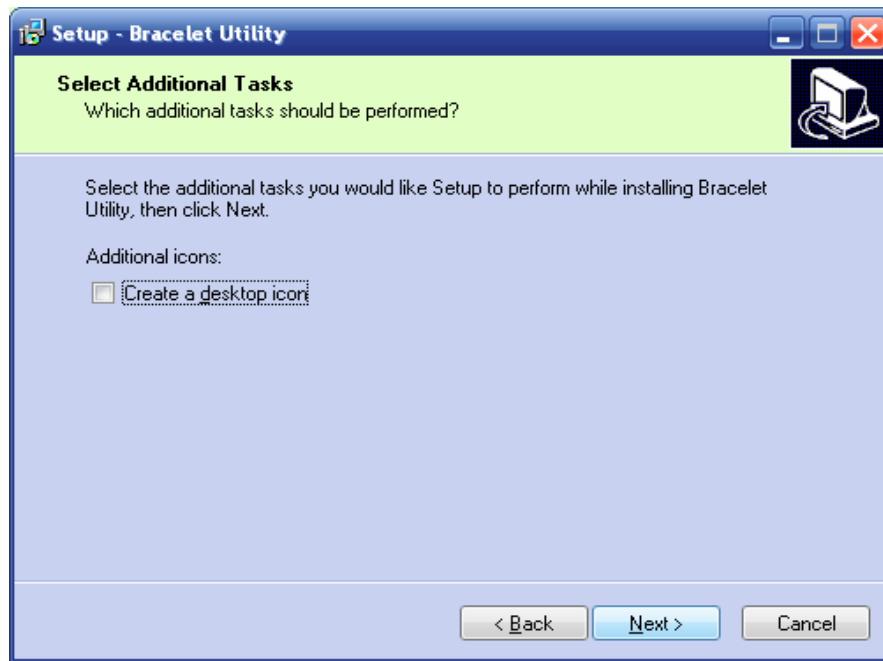 Setup - Bracelet Utility
Select Additional Tasks
Which additional tasks should be performed?
Select the additional tasks you would like Setup to perform while installing Bracelet
Utility, then click Next.
Additional icons:
Create a desktop icon
< Back Next > Cancel